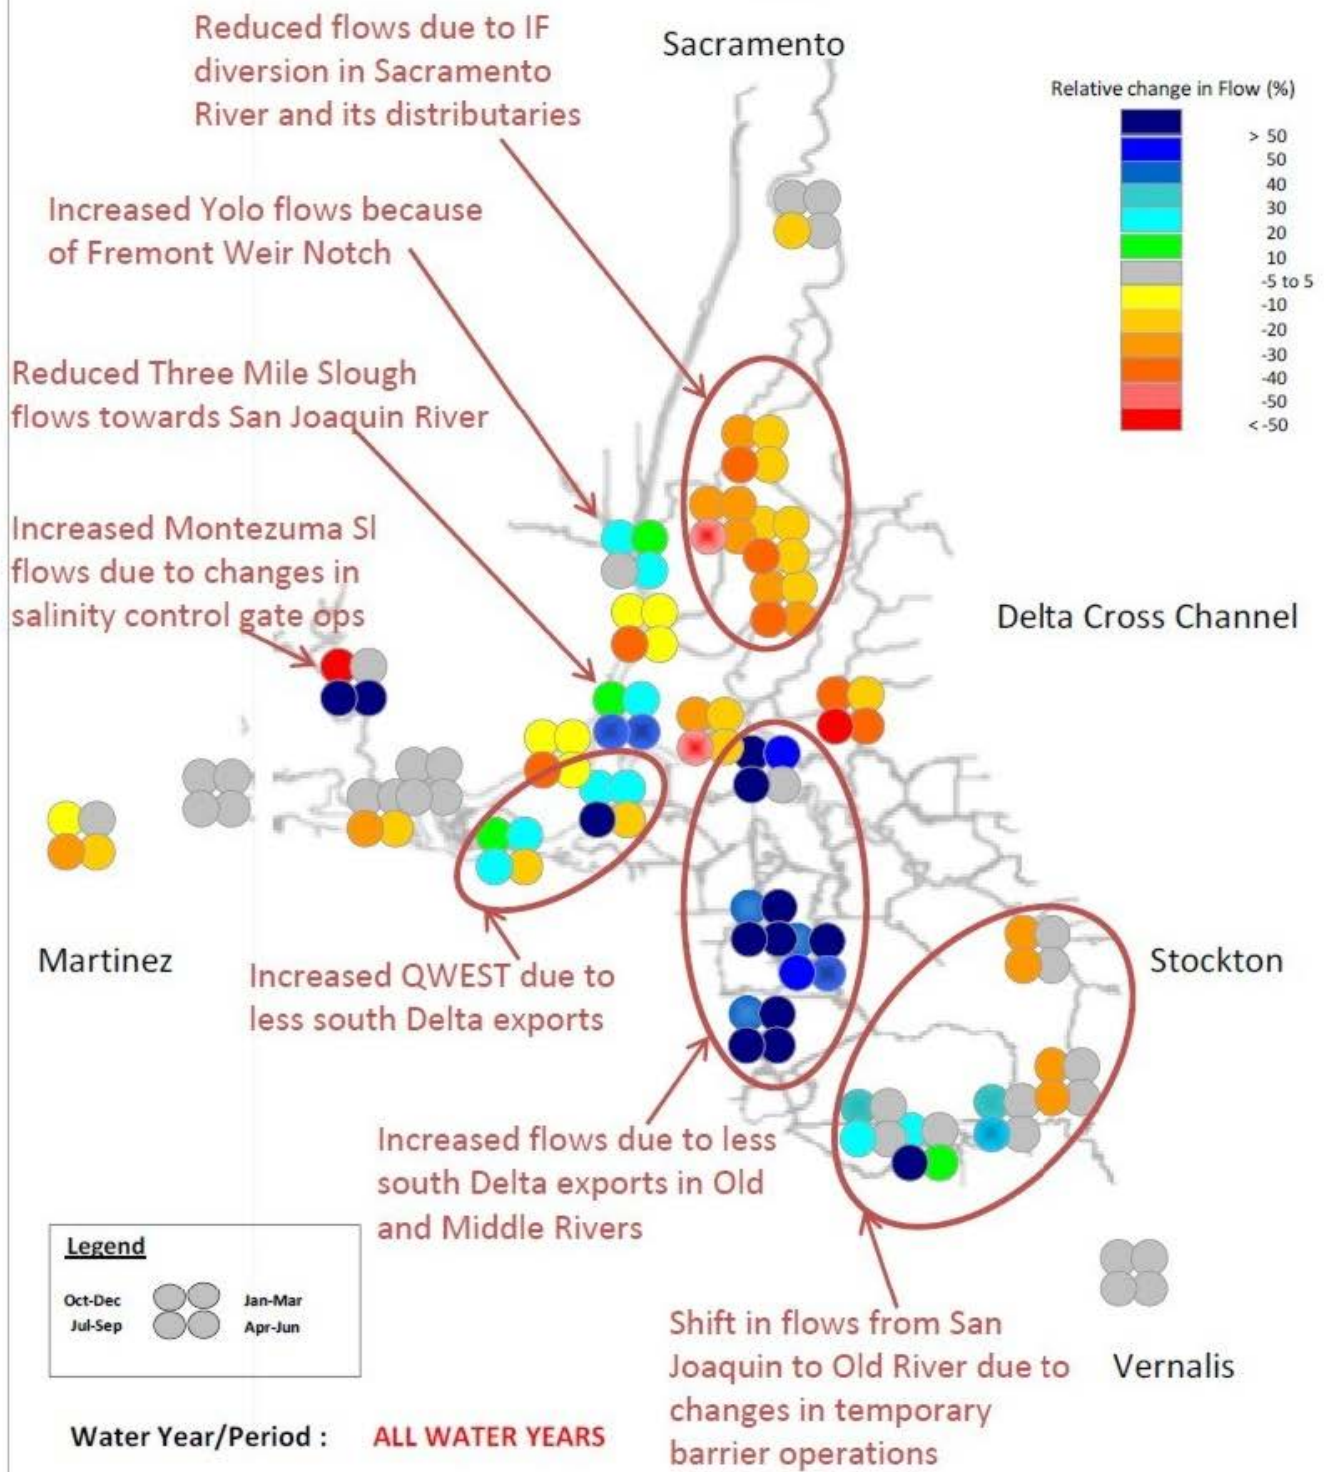 Reduced flows due to IF
diversion in Sacramento
River and its distributaries
Sacramento
Relative change in Flow (%)
> 50
50
40
30
20
10
-5 to 5
-10
-20
-30
-40
-50
< -50
Increased Yolo flows because
of Fremont Weir Notch
Reduced Three Mile Slough
flows towards San Joaquin River
Increased Montezuma Sl
flows due to changes in
salinity control gate ops
Delta Cross Channel
Martinez
Stockton
Increased QWEST due to
less south Delta exports
Increased flows due to less
south Delta exports in Old
and Middle Rivers
Legend
Oct-Dec Jan-Mar
Jul-Sep Apr-Jun
Shift in flows from San
Joaquin to Old River due to
changes in temporary
barrier operations
Vernalis
Water Year/Period : ALL WATER YEARS